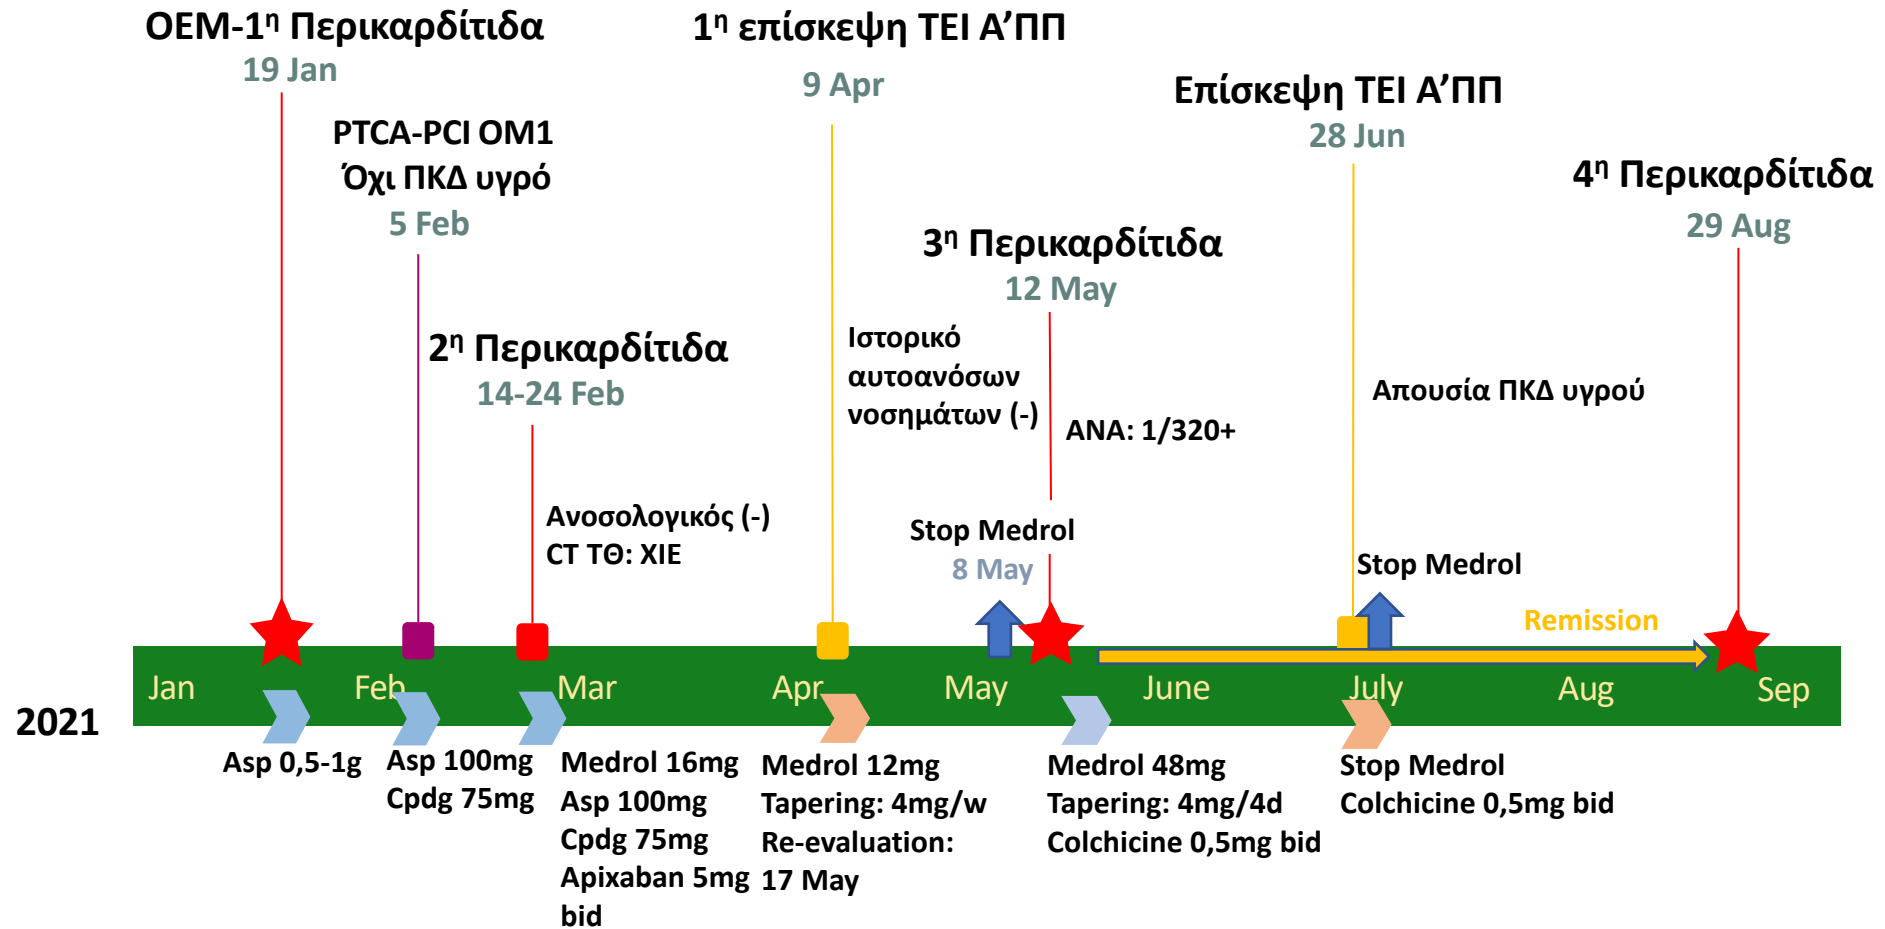 ΟΕΜ-1η Περικαρδίτιδα
19 Jan
PTCA-PCI OM1
Όχι ΠΚΔ υγρό
5 Feb
2η Περικαρδίτιδα
14-24 Feb
Ανοσολογικός (-)
CT ΤΘ: ΧΙΕ
1η επίσκεψη ΤΕΙ Α’ΠΠ
9 Apr
Ιστορικό
αυτοανόσων
νοσημάτων (-)
3η Περικαρδίτιδα
12 May
ANA: 1/320+
Stop Medrol
8 May
Επίσκεψη ΤΕΙ Α’ΠΠ
28 Jun
Απουσία ΠΚΔ υγρού
Stop Medrol
Remission
4η Περικαρδίτιδα
29 Aug
2021
Jan
Feb
Mar
Apr
May
June
July
Aug
Sep
Asp 0,5-1g
Asp 100mg
Cpdg 75mg
Medrol 16mg
Asp 100mg
Cpdg 75mg
Apixaban 5mg
bid
Medrol 12mg
Tapering: 4mg/w
Re-evaluation:
17 May
Medrol 48mg
Tapering: 4mg/4d
Colchicine 0,5mg bid
Stop Medrol
Colchicine 0,5mg bid